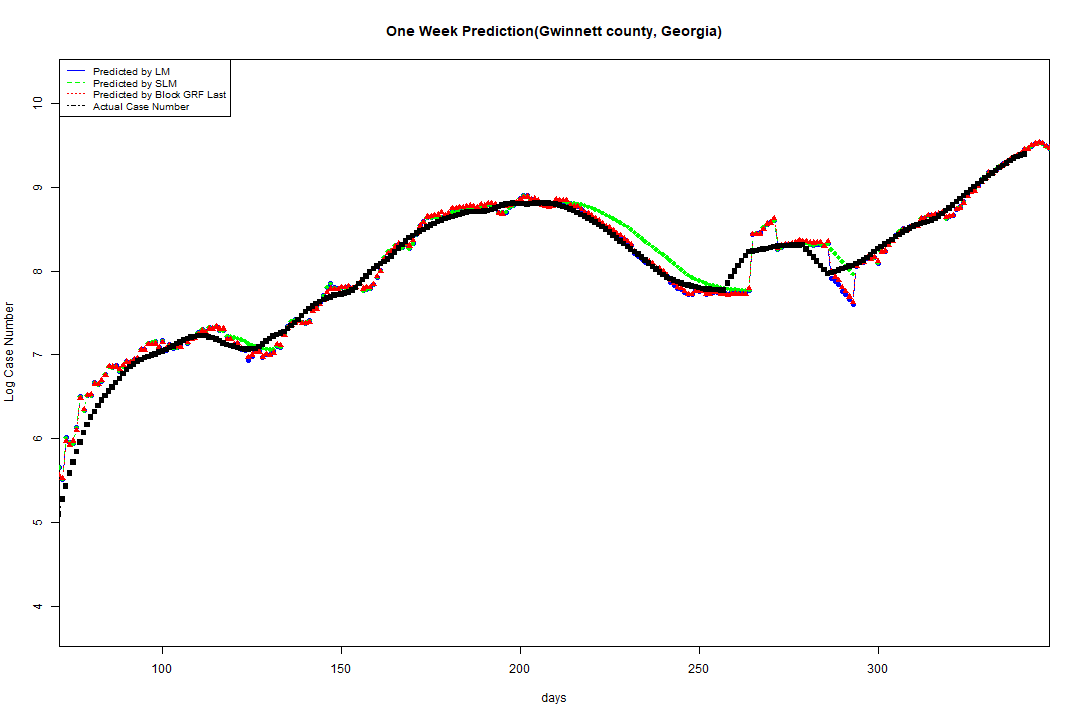 One Week Prediction(Gwinnett county, Georgia)
Predicted by LM
Predicted by SLM
Predicted by Block GRF Last
Actual Case Number
10
9
8
7
6
5
4
Log Case Number
100 150 200 250 300
days